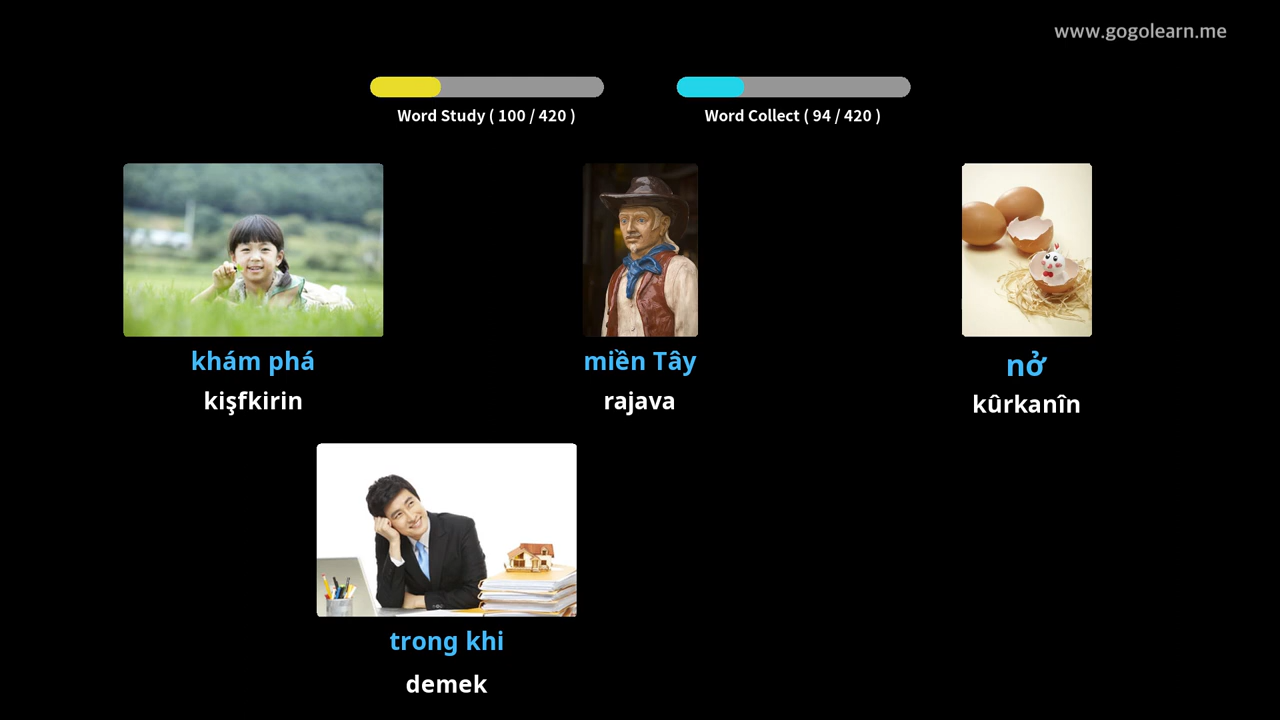 www.gogolearn.me
Word Study ( 100 / 420 )
Word Collect ( 94 / 420 )
khám phá
kişfkirin
miền Tây
rajava
nở
kûrkanîn
trong khi
demek